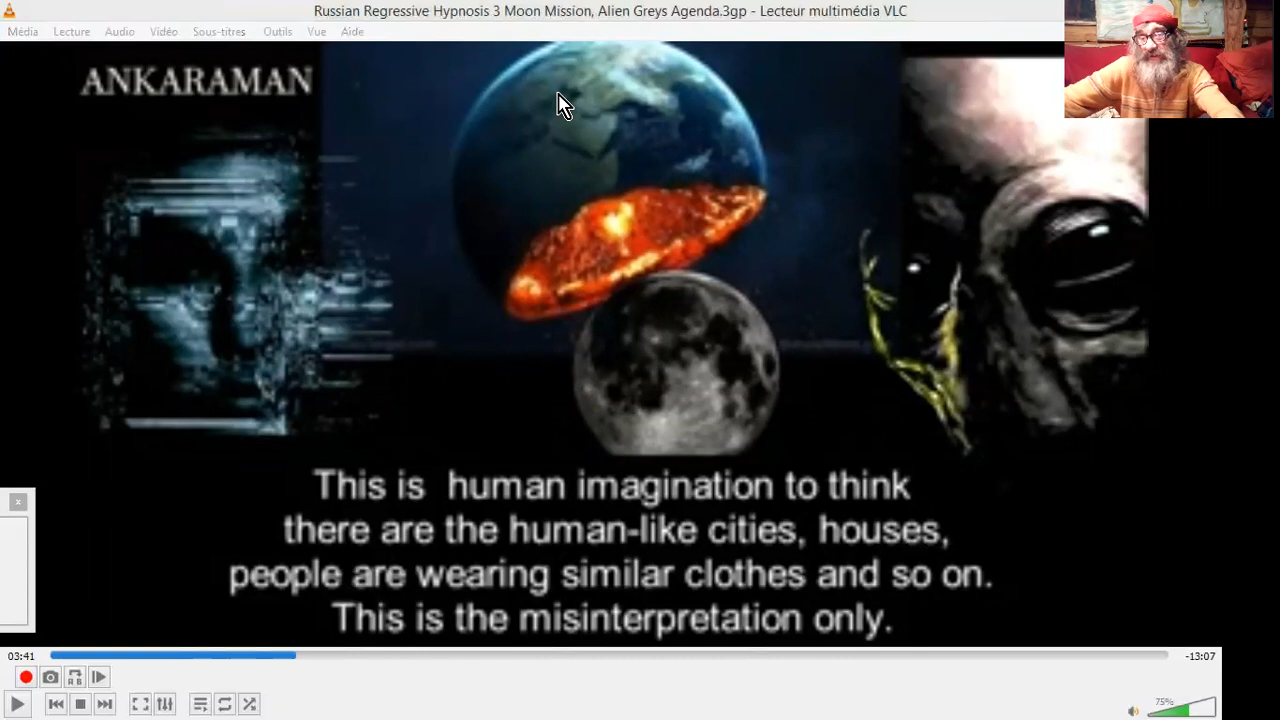 Russian Regressive Hypnosis 3 Moon Mission, Alien Greys Agenda.3gp - Lecteur multimédia VLC
Média Lecture Audio Vidéo Sous-titres Outils Vue Aide
ANKARAMAN
This is human imagination to think
there are the human-like cities, houses,
people are wearing similar clothes and so on.
This is the misinterpretation only.
03:41 -13:07
75%